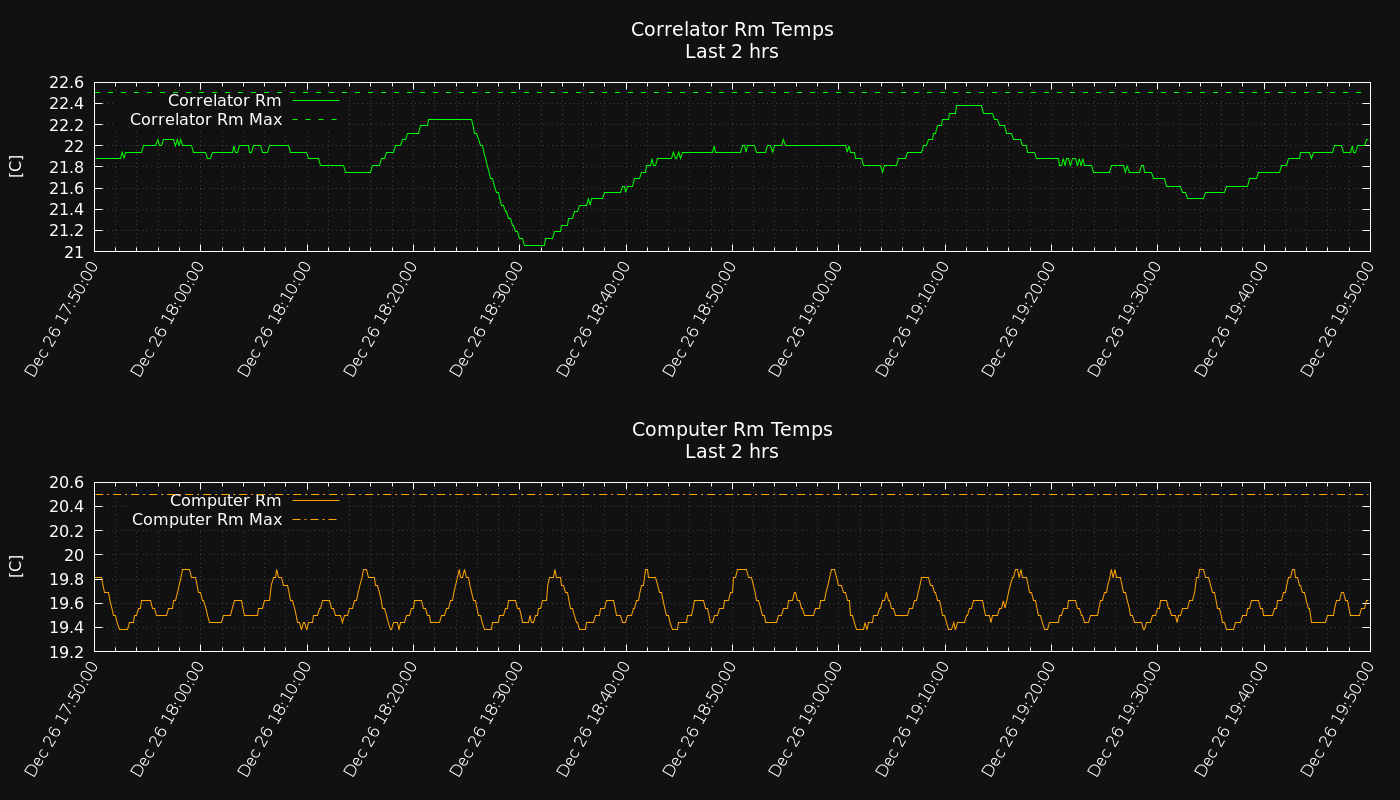 Correlator Rm Temps
Last 2 hrs
22.6
22.4
22.2
22
21.8
21.6
21.4
21.2
21
[C]
Correlator Rm
Correlator Rm Max
Dec 26 17:50:00
Dec 26 18:00:00
Dec 26 18:10:00
Dec 26 18:20:00
Dec 26 18:30:00
Dec 26 18:40:00
Dec 26 18:50:00
Dec 26 19:00:00
Dec 26 19:10:00
Dec 26 19:20:00
Dec 26 19:30:00
Dec 26 19:40:00
Dec 26 19:50:00
Computer Rm Temps
Last 2 hrs
20.6
20.4
20.2
20
19.8
19.6
19.4
19.2
[C]
Computer Rm
Computer Rm Max
Dec 26 17:50:00
Dec 26 18:00:00
Dec 26 18:10:00
Dec 26 18:20:00
Dec 26 18:30:00
Dec 26 18:40:00
Dec 26 18:50:00
Dec 26 19:00:00
Dec 26 19:10:00
Dec 26 19:20:00
Dec 26 19:30:00
Dec 26 19:40:00
Dec 26 19:50:00